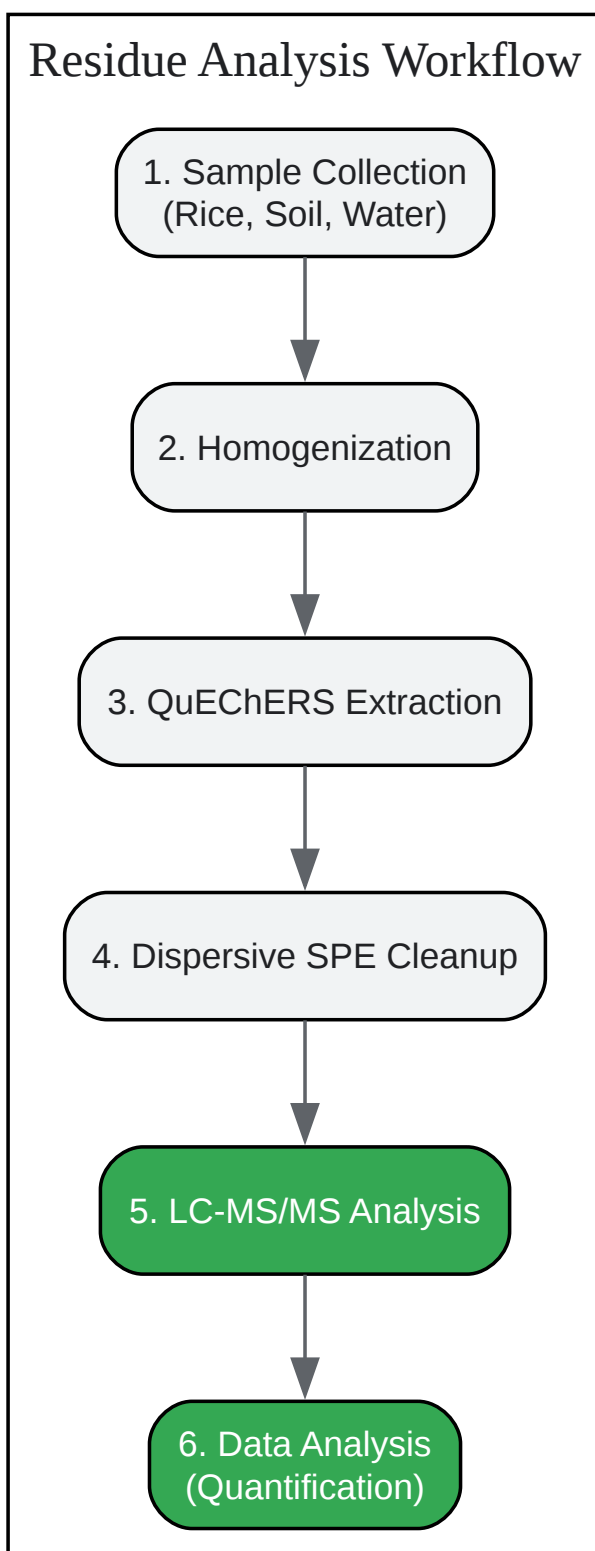 Residue Analysis Workflow
1. Sample Collection
(Rice, Soil, Water)
2. Homogenization
3. QuEChERS Extraction
4. Dispersive SPE Cleanup
5. LC-MS/MS Analysis
6. Data Analysis
(Quantification)